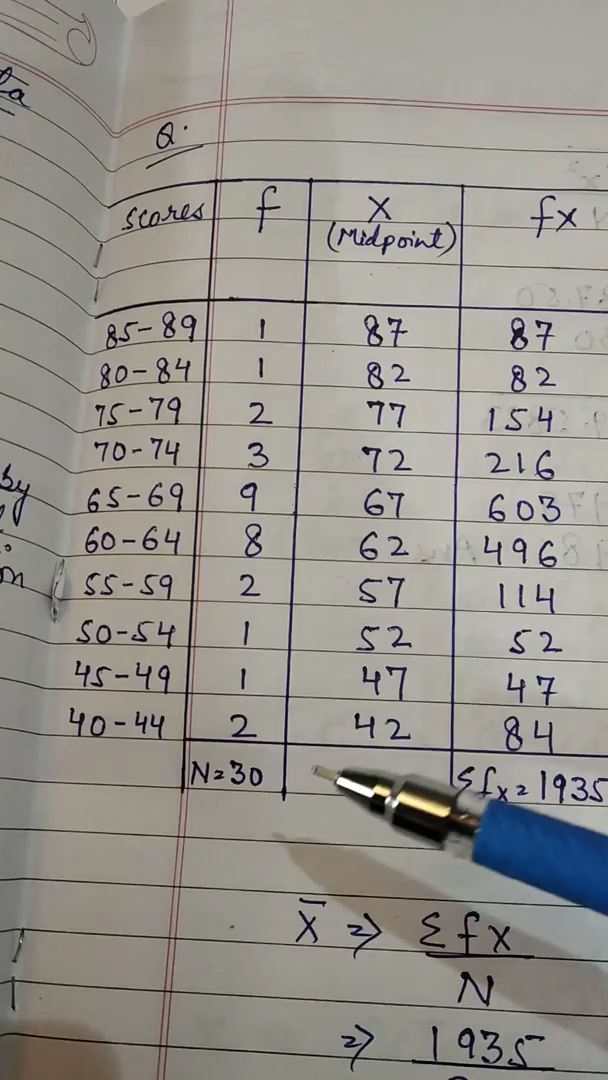 ta
Q.
Scores f X fx
(Midpoint)
85-89 1 87 87
80-84 1 82 82
75-79 2 77 154
70-74 3 72 216
by
65-69 9 67 603
60-64 8 62 496
55-59 2 57 114
50-54 1 52 52
45-49 1 47 47
40-44 2 42 84
N=30 Σfx=1935
X̄ => Σfx
N
=> 1935